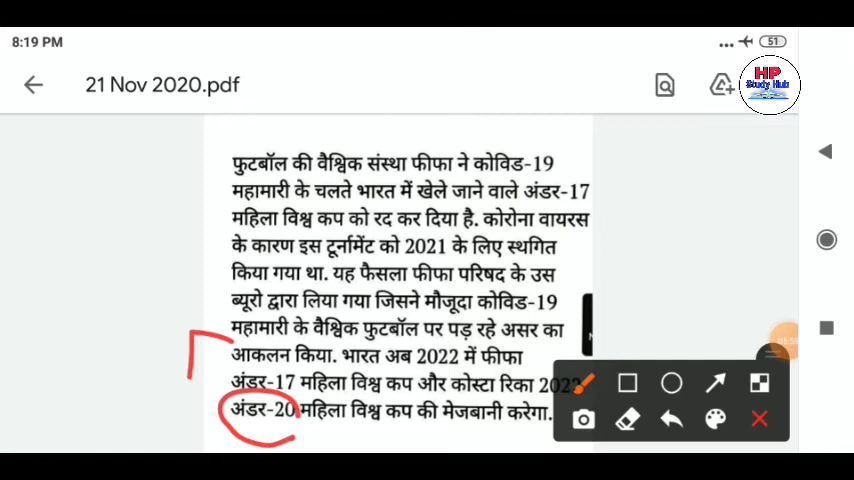 8:19 PM
51
21 Nov 2020.pdf
HP
Study Hub
फुटबॉल की वैश्विक संस्था फीफा ने कोविड-19
महामारी के चलते भारत में खेले जाने वाले अंडर-17
महिला विश्व कप को रद कर दिया है. कोरोना वायरस
के कारण इस टूर्नामेंट को 2021 के लिए स्थगित
किया गया था. यह फैसला फीफा परिषद के उस
ब्यूरो द्वारा लिया गया जिसने मौजूदा कोविड-19
महामारी के वैश्विक फुटबॉल पर पड़ रहे असर का
आकलन किया. भारत अब 2022 में फीफा
अंडर-17 महिला विश्व कप और कोस्टा रिका
अंडर-20 महिला विश्व कप की मेजबानी करेगा.